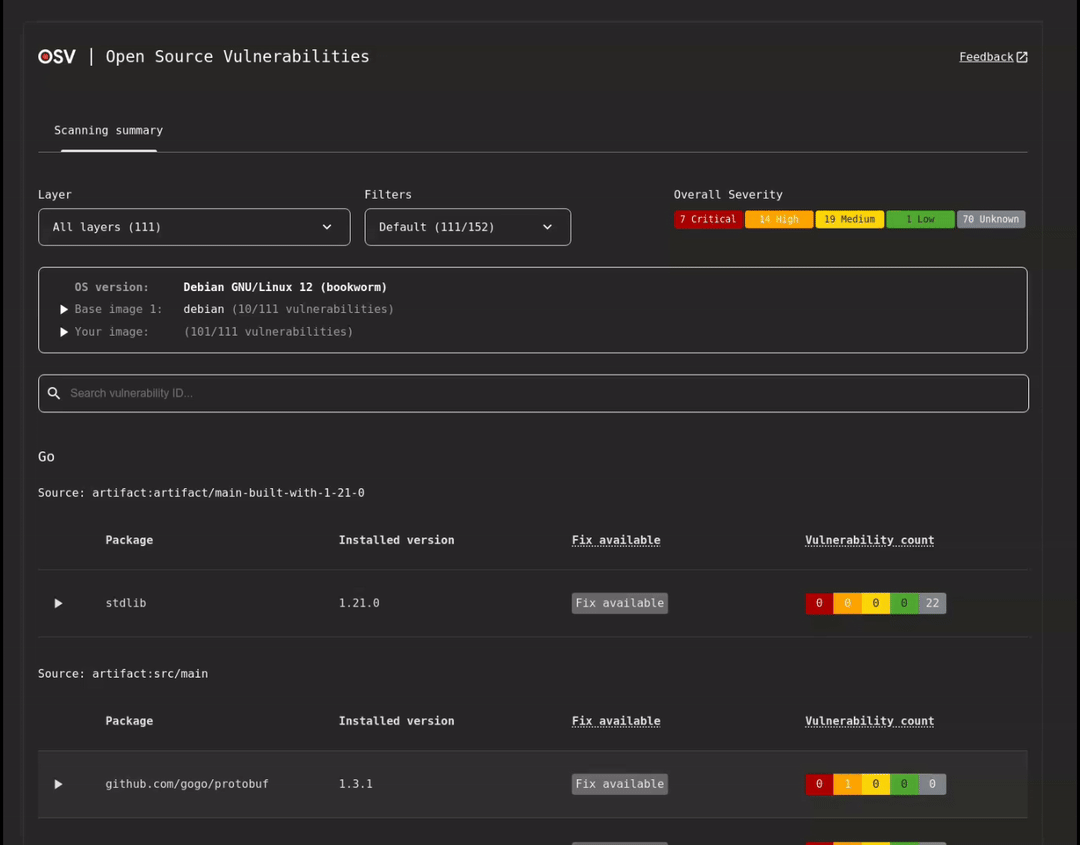 OSV | Open Source Vulnerabilities
Feedback
Scanning summary
Layer
Filters
Overall Severity
All layers (111)
Default (111/152)
7 Critical
14 High
19 Medium
1 Low
70 Unknown
OS version: Debian GNU/Linux 12 (bookworm)
Base image 1: debian (10/111 vulnerabilities)
Your image: (101/111 vulnerabilities)
Search vulnerability ID...
Go
Source: artifact:artifact/main-built-with-1-21-0
Package Installed version Fix available Vulnerability count
stdlib 1.21.0 Fix available 0 0 0 0 22
Source: artifact:src/main
Package Installed version Fix available Vulnerability count
github.com/gogo/protobuf 1.3.1 Fix available 0 1 0 0 0